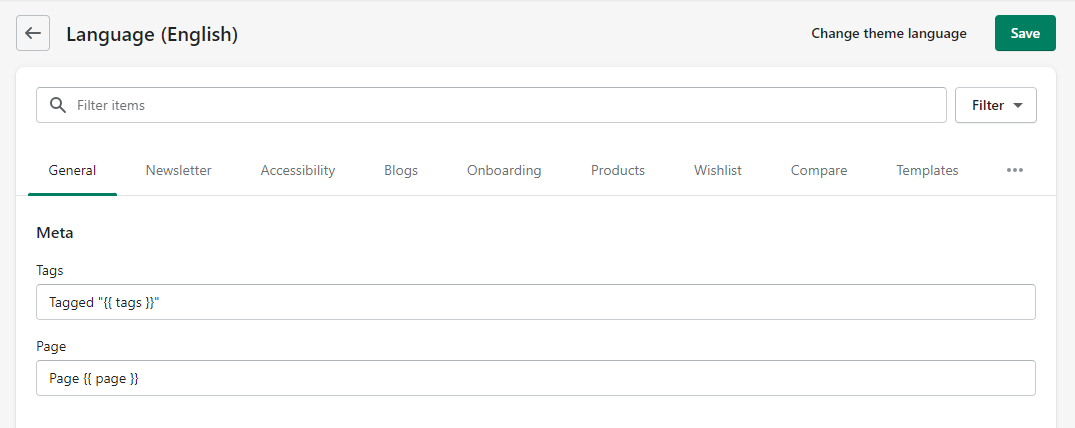 Language (English)
Change theme language
Save
Filter items
Filter
General Newsletter Accessibility Blogs Onboarding Products Wishlist Compare Templates
Meta
Tags
Tagged "{{ tags }}"
Page
Page {{ page }}